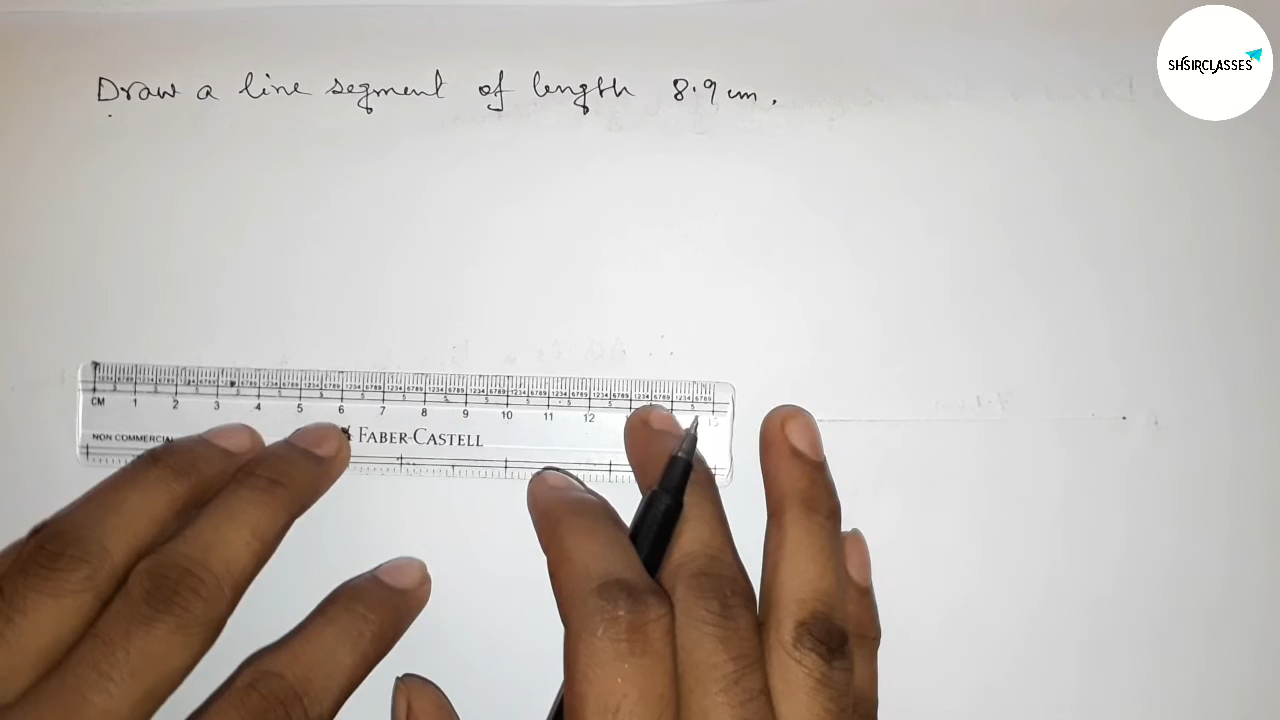 SHSIRCLASSES
Draw a line segment of length 8.9 cm.
CM 1 2 3 4 5 6 7 8 9 10 11 12 15
NON COMMERCIAL FABER-CASTELL